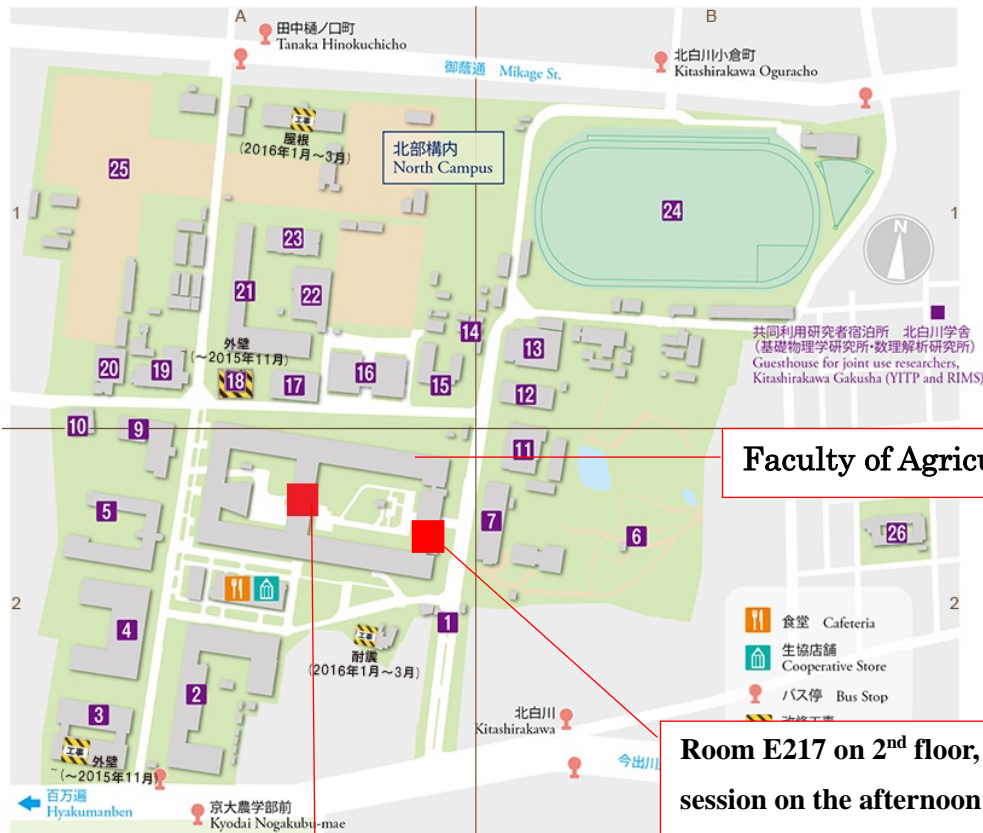 A
B
田中樋ノ口町
Tanaka Hinokuchicho
北白川小倉町
Kitashirakawa Oguracho
御蔭通 Mikage St.
工事
屋根
(2016年1月～3月)
北部構内
North Campus
25
24
1
1
N
23
21
22
14
共同利用研究者宿泊所 北白川学舎
(基礎物理学研究所・数理解析研究所)
Guesthouse for joint use researchers,
Kitashirakawa Gakusha (YITP and RIMS)
外壁
(～2015年11月)
13
20
19
18
17
16
15
12
10
9
11
Faculty of Agricu
5
7
6
26
2
2
4
1
工事
耐震
(2016年1月～3月)
食堂 Cafeteria
生協店舗
Cooperative Store
バス停 Bus Stop
2
3
工事
外壁
(～2015年11月)
北白川
Kitashirakawa
今出川
Room E217 on 2nd floor,
session on the afternoon
百万遍
Hyakumanben
京大農学部前
Kyodai Nogakubu-mae